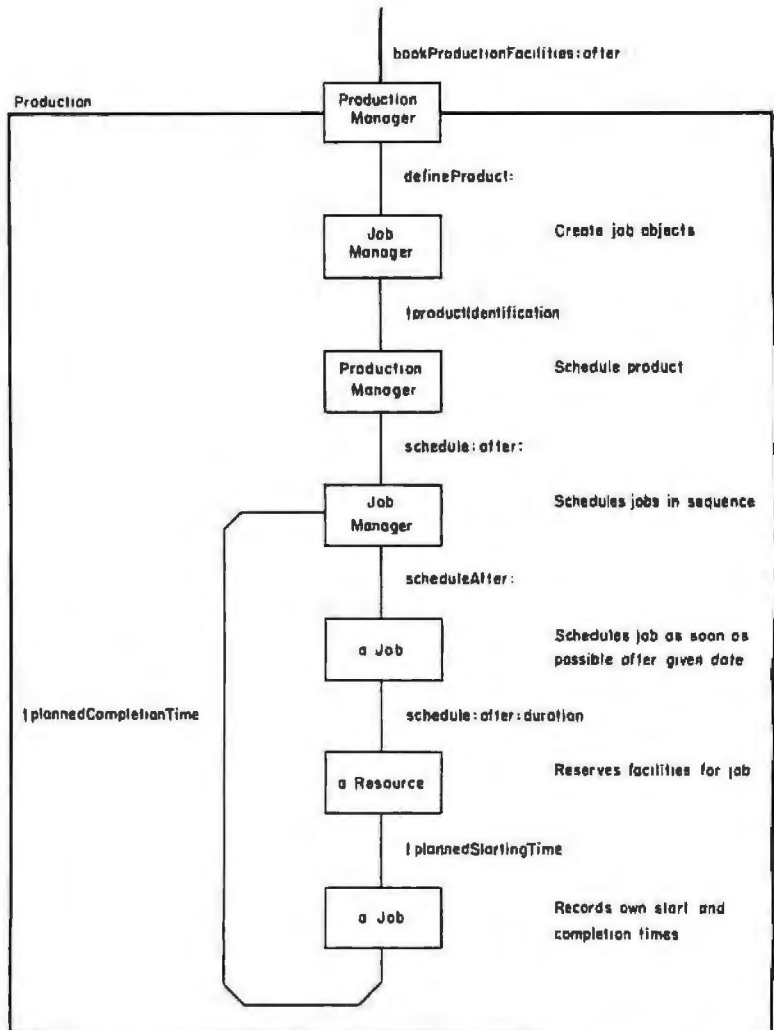 bookProductionFacilities:after
Production
Production
Manager
defineProduct:
Job
Manager
Create job objects
↑productIdentification
Production
Manager
Schedule product
schedule:after:
Job
Manager
Schedules jobs in sequence
scheduleAfter:
a Job
Schedules job as soon as
possible after given date
↑plannedCompletionTime
schedule:after:duration
a Resource
Reserves facilities for job
↑plannedStartingTime
a Job
Records own start and
completion times